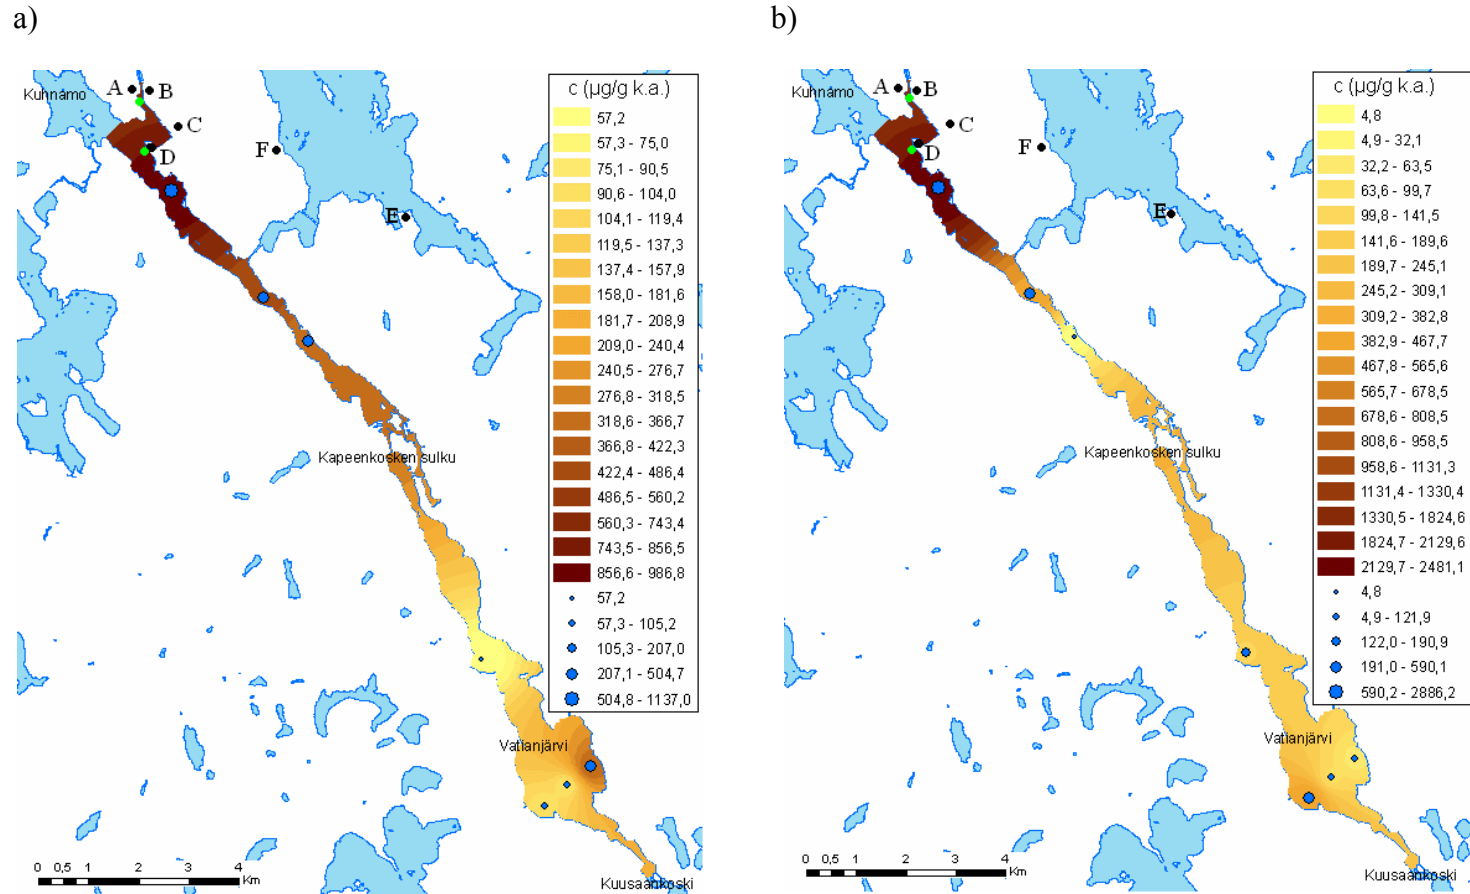 a)
b)
Kuhnamo
A
B
C
D
F
E
Kapeenkosken sulku
Vatianjärvi
Kuusaankoski
0 0,5 1 2 3 4
Km
c (µg/g k.a.)
57,2
57,3 - 75,0
75,1 - 90,5
90,6 - 104,0
104,1 - 119,4
119,5 - 137,3
137,4 - 157,9
158,0 - 181,6
181,7 - 208,9
209,0 - 240,4
240,5 - 276,7
276,8 - 318,5
318,6 - 366,7
366,8 - 422,3
422,4 - 486,4
486,5 - 560,2
560,3 - 743,4
743,5 - 856,5
856,6 - 986,8
57,2
57,3 - 105,2
105,3 - 207,0
207,1 - 504,7
504,8 - 1137,0
Kuhnamo
A
B
C
D
F
E
Kapeenkosken sulku
Vatianjärvi
Kuusaankoski
0 0,5 1 2 3 4
Km
c (µg/g k.a.)
4,8
4,9 - 32,1
32,2 - 63,5
63,6 - 99,7
99,8 - 141,5
141,6 - 189,6
189,7 - 245,1
245,2 - 309,1
309,2 - 382,8
382,9 - 467,7
467,8 - 565,6
565,7 - 678,5
678,6 - 808,5
808,6 - 958,5
958,6 - 1131,3
1131,4 - 1330,4
1330,5 - 1824,6
1824,7 - 2129,6
2129,7 - 2481,1
4,8
4,9 - 121,9
122,0 - 190,9
191,0 - 590,1
590,2 - 2886,2